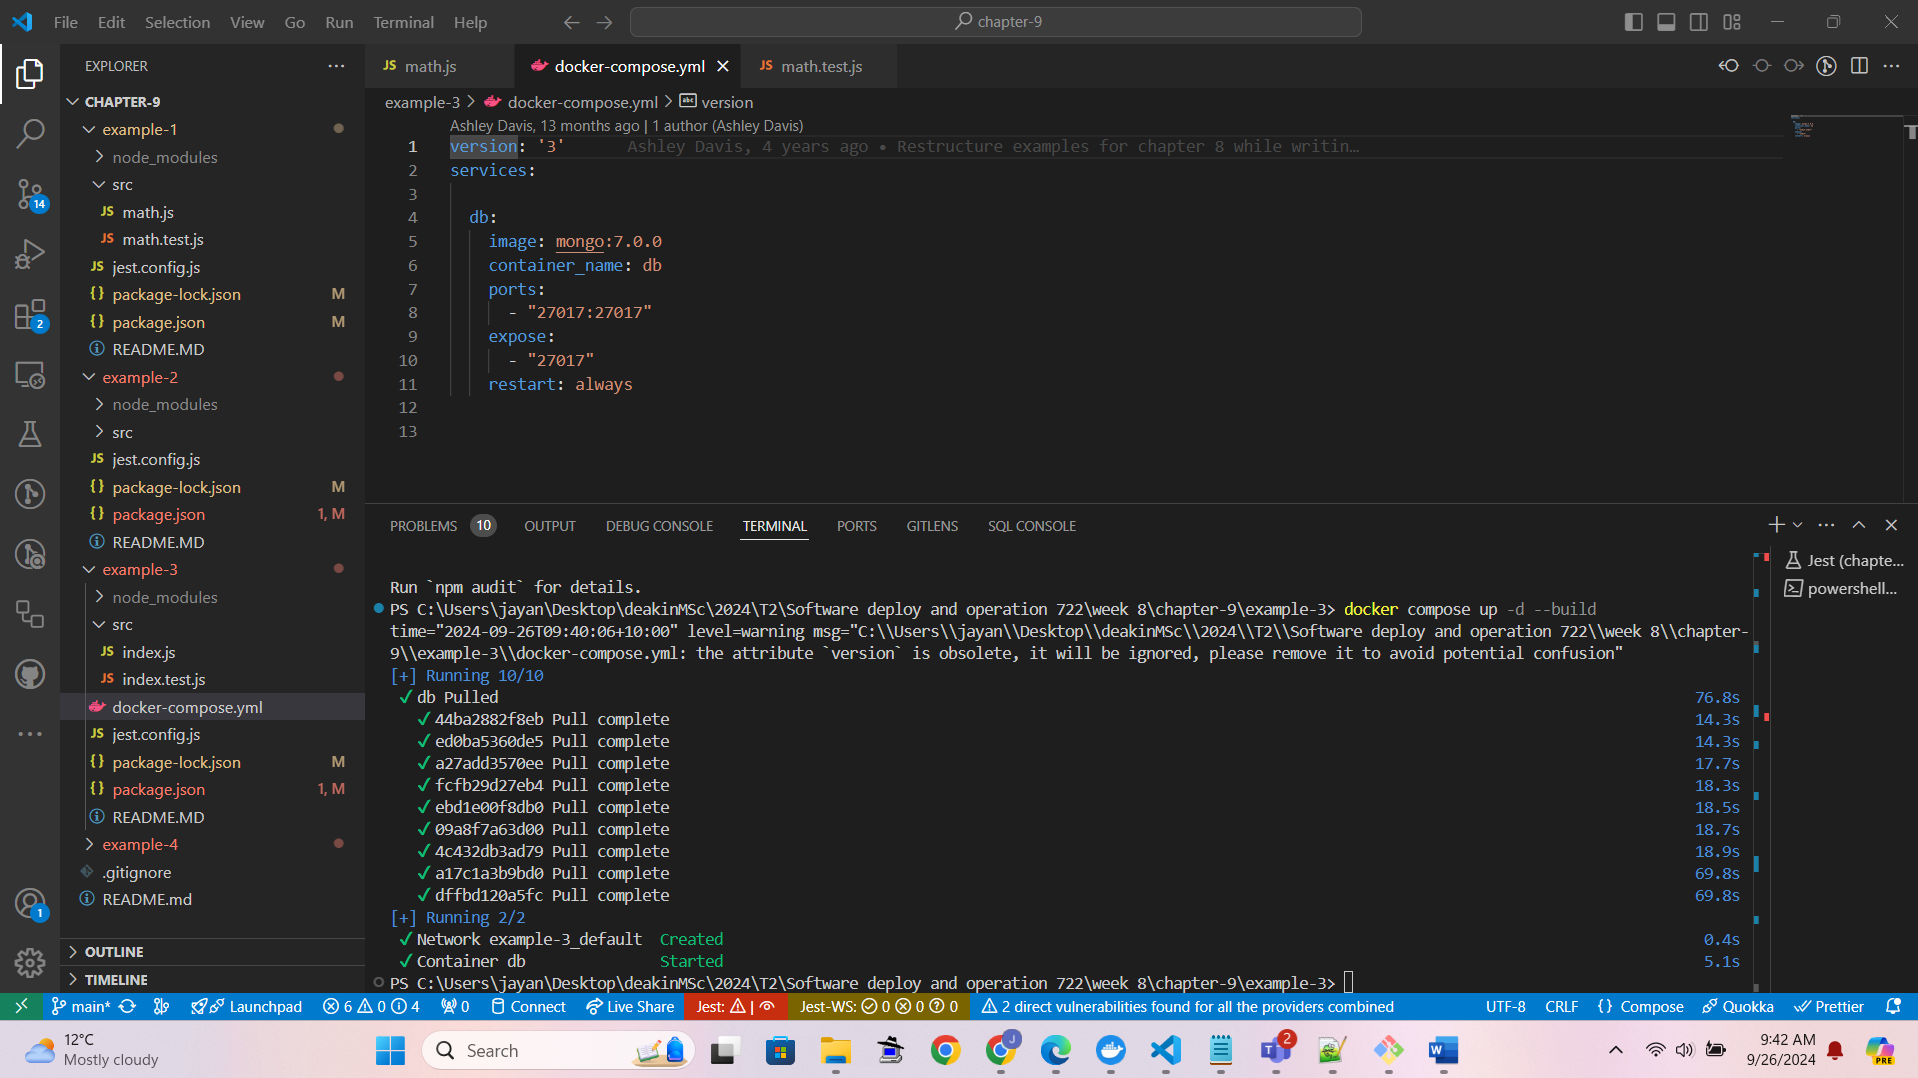 File Edit Selection View Go Run Terminal Help
chapter-9
EXPLORER
CHAPTER-9
example-1
node_modules
src
JS math.js
JS math.test.js
JS jest.config.js
{} package-lock.json M
{} package.json M
README.MD
example-2
node_modules
src
JS jest.config.js
{} package-lock.json M
{} package.json 1, M
README.MD
example-3
node_modules
src
JS index.js
JS index.test.js
docker-compose.yml
JS jest.config.js
{} package-lock.json M
{} package.json 1, M
README.MD
example-4
.gitignore
README.md
OUTLINE
TIMELINE
14
2
1
JS math.js
docker-compose.yml
JS math.test.js
example-3 > docker-compose.yml > abc version
Ashley Davis, 13 months ago | 1 author (Ashley Davis)
1 version: '3' Ashley Davis, 4 years ago • Restructure examples for chapter 8 while writin…
2 services:
3
4 db:
5 image: mongo:7.0.0
6 container_name: db
7 ports:
8 - "27017:27017"
9 expose:
10 - "27017"
11 restart: always
12
13
PROBLEMS 10 OUTPUT DEBUG CONSOLE TERMINAL PORTS GITLENS SQL CONSOLE
Jest (chapte...
powershell...
Run `npm audit` for details.
PS C:\Users\jayan\Desktop\deakinMSc\2024\T2\Software deploy and operation 722\week 8\chapter-9\example-3> docker compose up -d --build
time="2024-09-26T09:40:06+10:00" level=warning msg="C:\\Users\\jayan\\Desktop\\deakinMSc\\2024\\T2\\Software deploy and operation 722\\week 8\\chapter-
9\\example-3\\docker-compose.yml: the attribute `version` is obsolete, it will be ignored, please remove it to avoid potential confusion"
[+] Running 10/10
✓ db Pulled 76.8s
✓ 44ba2882f8eb Pull complete 14.3s
✓ ed0ba5360de5 Pull complete 14.3s
✓ a27add3570ee Pull complete 17.7s
✓ fcfb29d27eb4 Pull complete 18.3s
✓ ebd1e00f8db0 Pull complete 18.5s
✓ 09a8f7a63d00 Pull complete 18.7s
✓ 4c432db3ad79 Pull complete 18.9s
✓ a17c1a3b9bd0 Pull complete 69.8s
✓ dffbd120a5fc Pull complete 69.8s
[+] Running 2/2
✓ Network example-3_default Created 0.4s
✓ Container db Started 5.1s
PS C:\Users\jayan\Desktop\deakinMSc\2024\T2\Software deploy and operation 722\week 8\chapter-9\example-3>
main* Launchpad 6 0 4 0 Connect Live Share Jest: | Jest-WS: 0 0 0 2 direct vulnerabilities found for all the providers combined UTF-8 CRLF {} Compose Quokka Prettier
12°C
Mostly cloudy
Search
J
2
W
PRE
9:42 AM
9/26/2024